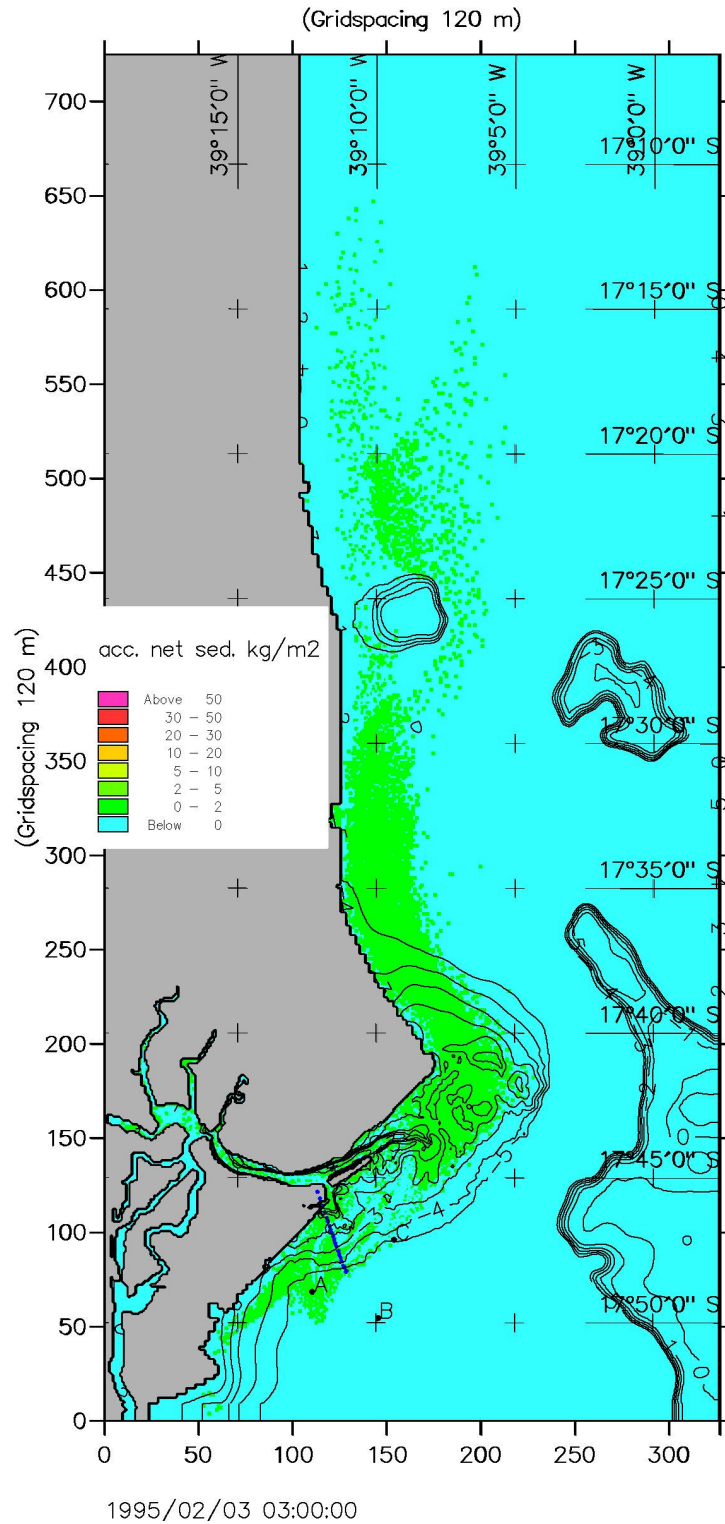 (Gridspacing 120 m)
39°15'0" W
39°10'0" W
39°5'0" W
39°0'0" W
700
17°10'0" S
650
600
17°15'0" S
550
500
17°20'0" S
450
17°25'0" S
(Gridspacing 120 m)
acc. net sed. kg/m2
Above 50
30 - 50
20 - 30
10 - 20
5 - 10
2 - 5
0 - 2
Below 0
400
17°30'0" S
350
300
17°35'0" S
250
200
17°40'0" S
150
17°45'0" S
100
5
4
A
B
50
17°50'0" S
0
0 50 100 150 200 250 300
1995/02/03 03:00:00